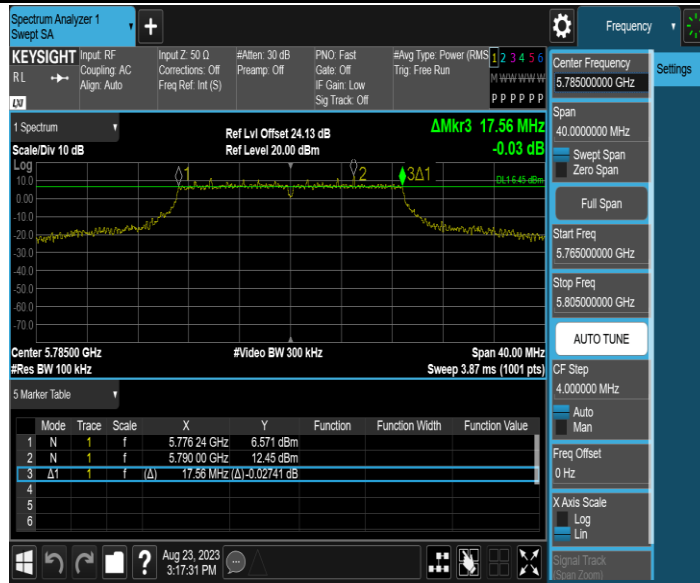 Spectrum Analyzer 1
Swept SA
+
Frequency
KEYSIGHT
RL
LXI
Input: RF
Coupling: AC
Align: Auto
Input Z: 50 Ω
Corrections: Off
Freq Ref: Int (S)
#Atten: 30 dB
Preamp: Off
PNO: Fast
Gate: Off
IF Gain: Low
Sig Track: Off
#Avg Type: Power (RMS
Trig: Free Run
1 2 3 4 5 6
M W W W W W
P P P P P P
1 Spectrum
Scale/Div 10 dB
Ref Lvl Offset 24.13 dB
Ref Level 20.00 dBm
ΔMkr3 17.56 MHz
-0.03 dB
Log
10.0
0.00
-10.0
-20.0
-30.0
-40.0
-50.0
-60.0
-70.0
1
2
3Δ1
DL1 6.45 dBm
Center 5.78500 GHz
#Res BW 100 kHz
#Video BW 300 kHz
Span 40.00 MHz
Sweep 3.87 ms (1001 pts)
5 Marker Table
Mode Trace Scale X Y Function Function Width Function Value
1 N 1 f 5.776 24 GHz 6.571 dBm
2 N 1 f 5.790 00 GHz 12.45 dBm
3 Δ1 1 f (Δ) 17.56 MHz (Δ) -0.02741 dB
4
5
6
?
Aug 23, 2023
3:17:31 PM
Center Frequency
5.785000000 GHz
Span
40.0000000 MHz
Swept Span
Zero Span
Full Span
Start Freq
5.765000000 GHz
Stop Freq
5.805000000 GHz
AUTO TUNE
CF Step
4.000000 MHz
Auto
Man
Freq Offset
0 Hz
X Axis Scale
Log
Lin
Signal Track
(Span Zoom)
Settings